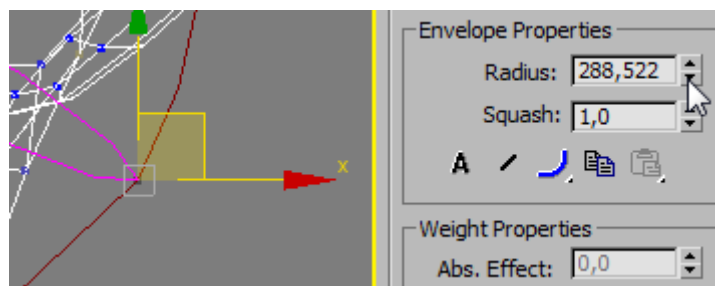 Envelope Properties
Radius: 288,522
Squash: 1,0
A
x
Weight Properties
Abs. Effect: 0,0